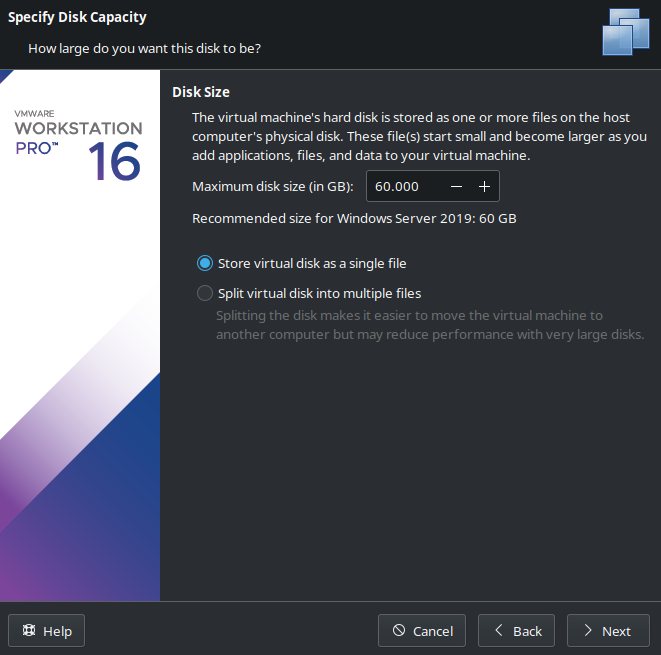 Specify Disk Capacity
How large do you want this disk to be?
VMWARE
WORKSTATION
PRO™ 16
Disk Size
The virtual machine's hard disk is stored as one or more files on the host
computer's physical disk. These file(s) start small and become larger as you
add applications, files, and data to your virtual machine.
Maximum disk size (in GB): 60.000
Recommended size for Windows Server 2019: 60 GB
Store virtual disk as a single file
Split virtual disk into multiple files
Splitting the disk makes it easier to move the virtual machine to
another computer but may reduce performance with very large disks.
Help Cancel Back Next